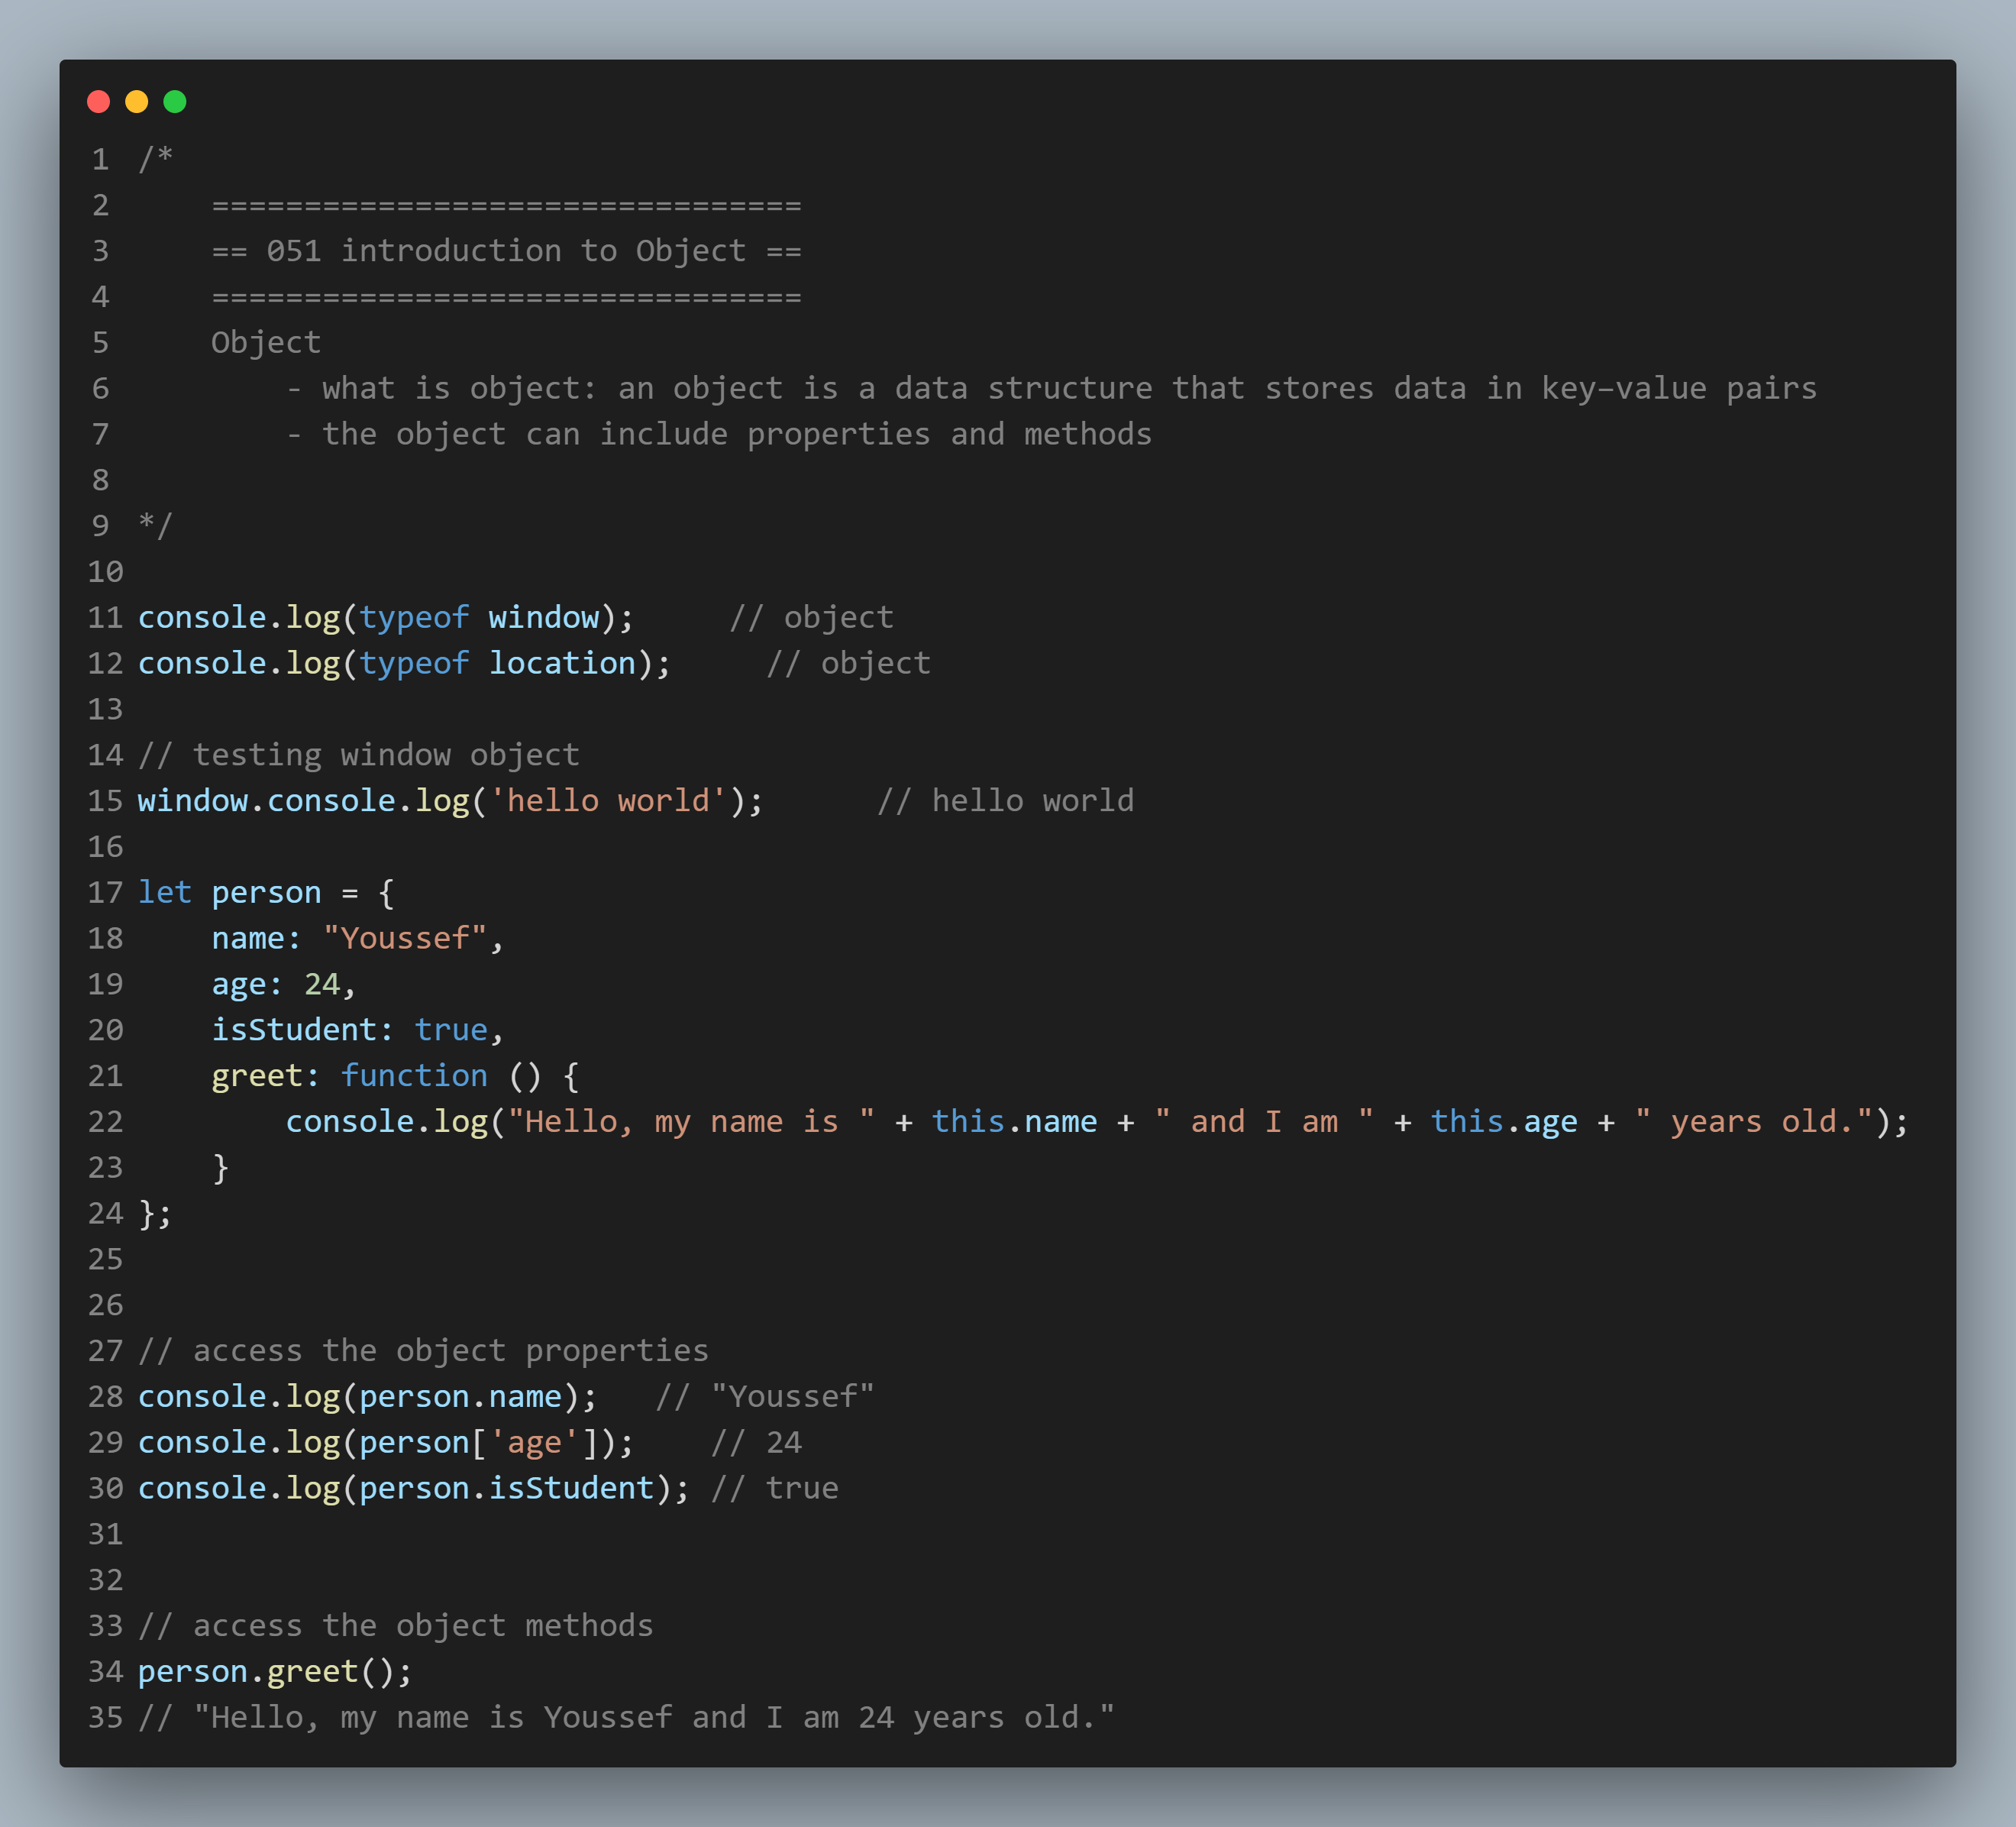 1 /*
2     ================================
3     == 051 introduction to Object ==
4     ================================
5     Object
6         - what is object: an object is a data structure that stores data in key–value pairs
7         - the object can include properties and methods
8
9 */
10
11 console.log(typeof window);     // object
12 console.log(typeof location);     // object
13
14 // testing window object
15 window.console.log('hello world');      // hello world
16
17 let person = {
18     name: "Youssef",
19     age: 24,
20     isStudent: true,
21     greet: function () {
22         console.log("Hello, my name is " + this.name + " and I am " + this.age + " years old.");
23     }
24 };
25
26
27 // access the object properties
28 console.log(person.name);   // "Youssef"
29 console.log(person['age']);    // 24
30 console.log(person.isStudent); // true
31
32
33 // access the object methods
34 person.greet();
35 // "Hello, my name is Youssef and I am 24 years old."